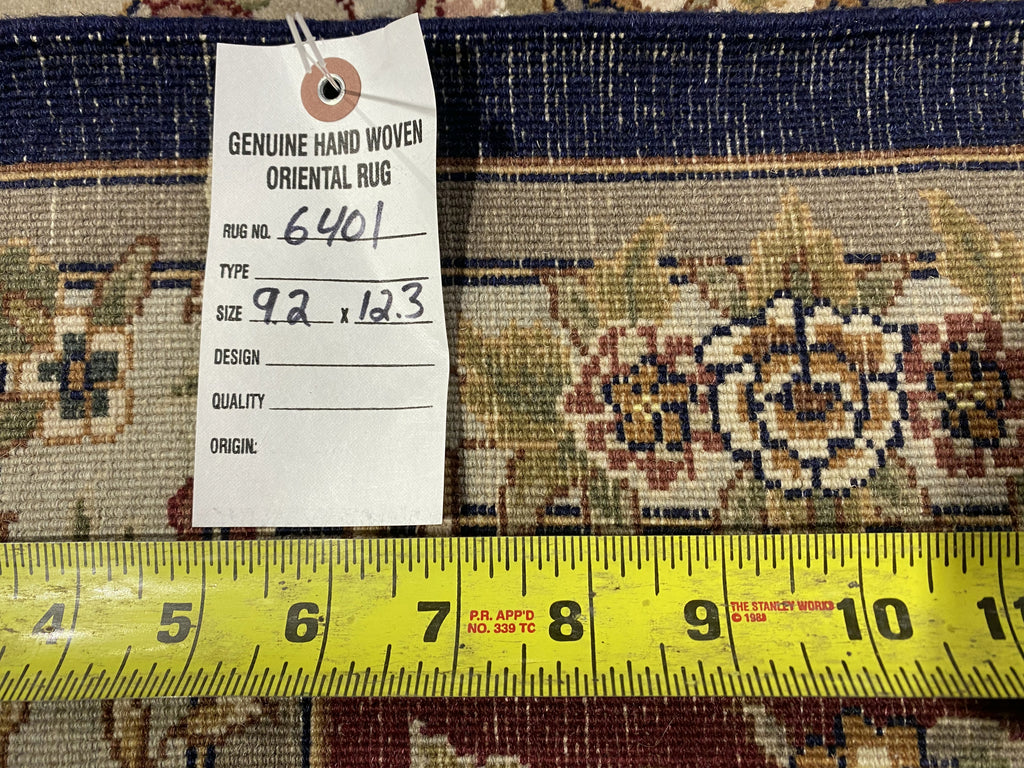 GENUINE HAND WOVEN
ORIENTAL RUG
RUG NO. 6401
TYPE
SIZE 9.2 x 12.3
DESIGN
QUALITY
ORIGIN:
4 5 6 7 P.R. APP'D 8 9 THE STANLEY WORKS 10 11
NO. 339 TC © 1988